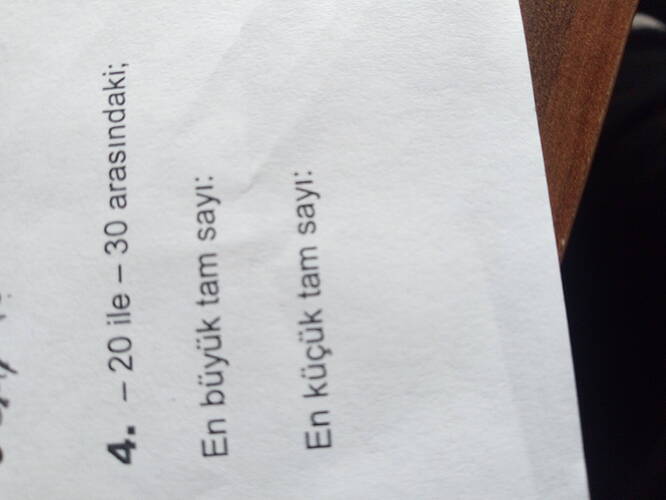 4. – 20 ile – 30 arasındaki;
En büyük tam sayı:
En küçük tam sayı: